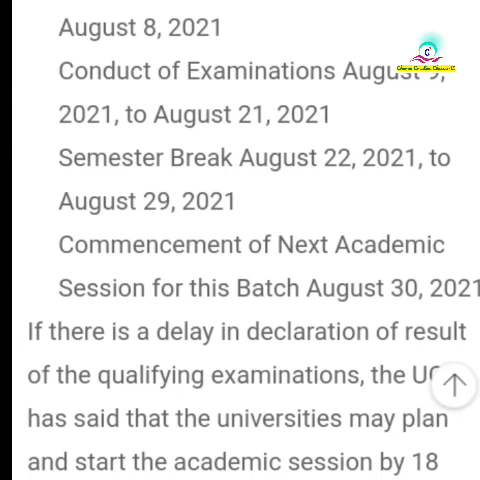 August 8, 2021
Conduct of Examinations August 9,
2021, to August 21, 2021
Semester Break August 22, 2021, to
August 29, 2021
Commencement of Next Academic
Session for this Batch August 30, 2021
If there is a delay in declaration of result
of the qualifying examinations, the
has said that the universities may plan
and start the academic session by 18